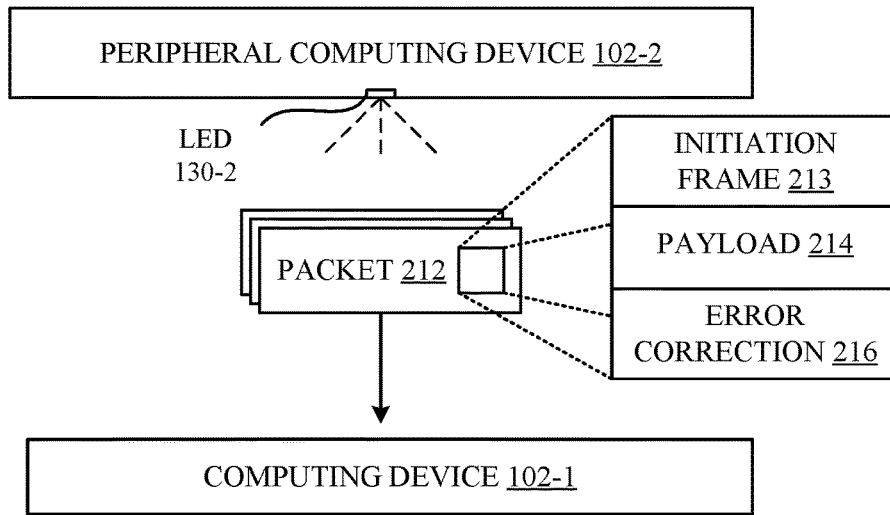 PERIPHERAL COMPUTING DEVICE 102-2
LED
130-2
INITIATION
FRAME 213
PACKET 212
PAYLOAD 214
ERROR
CORRECTION 216
COMPUTING DEVICE 102-1